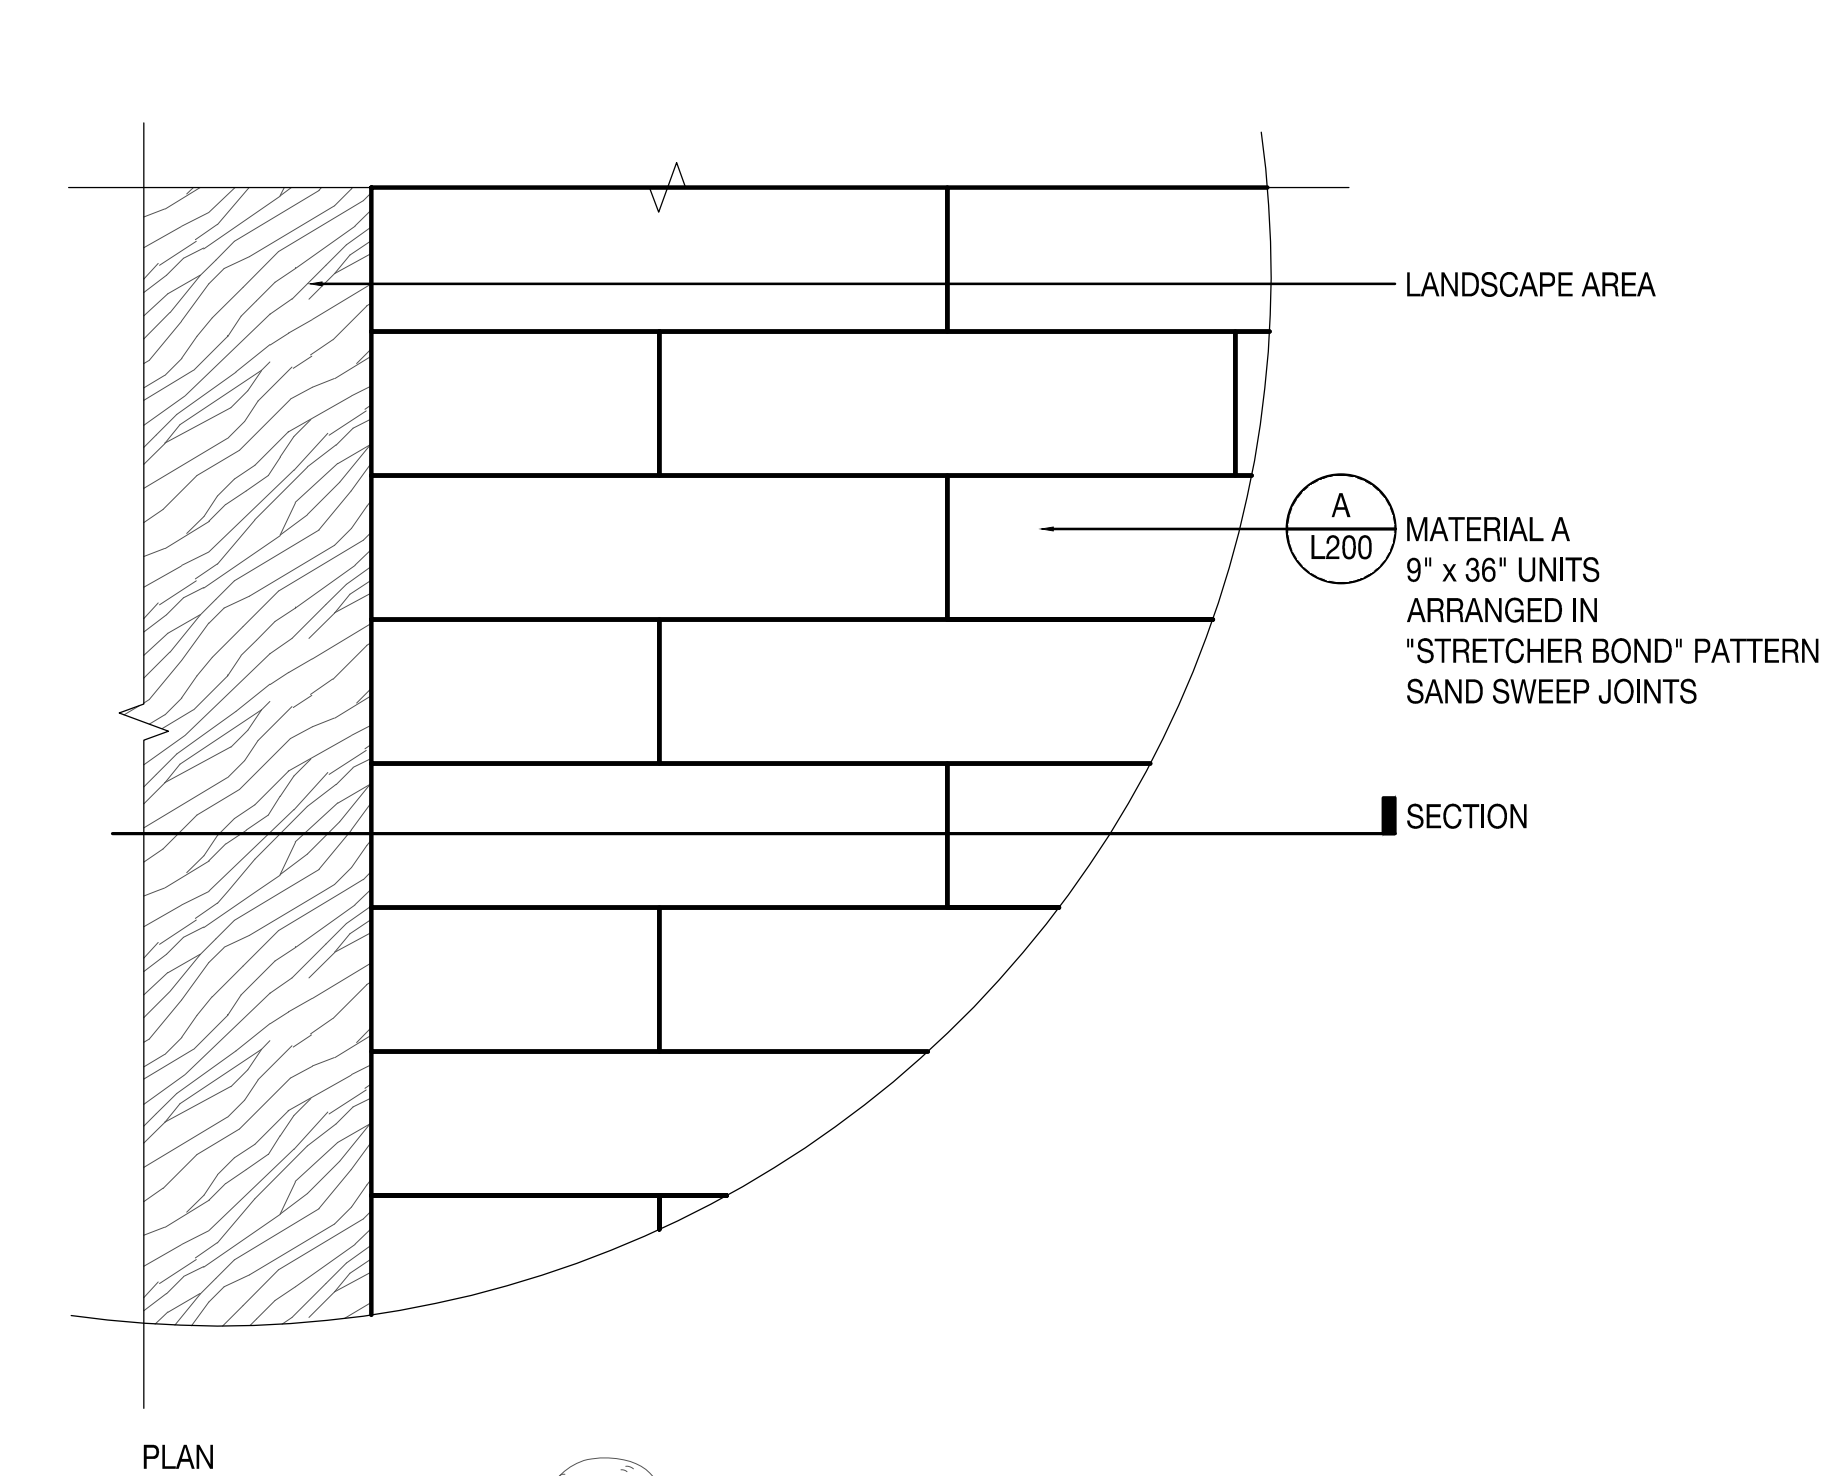 LANDSCAPE AREA
A
L200
MATERIAL A
9" x 36" UNITS
ARRANGED IN
"STRETCHER BOND" PATTERN
SAND SWEEP JOINTS
SECTION
PLAN